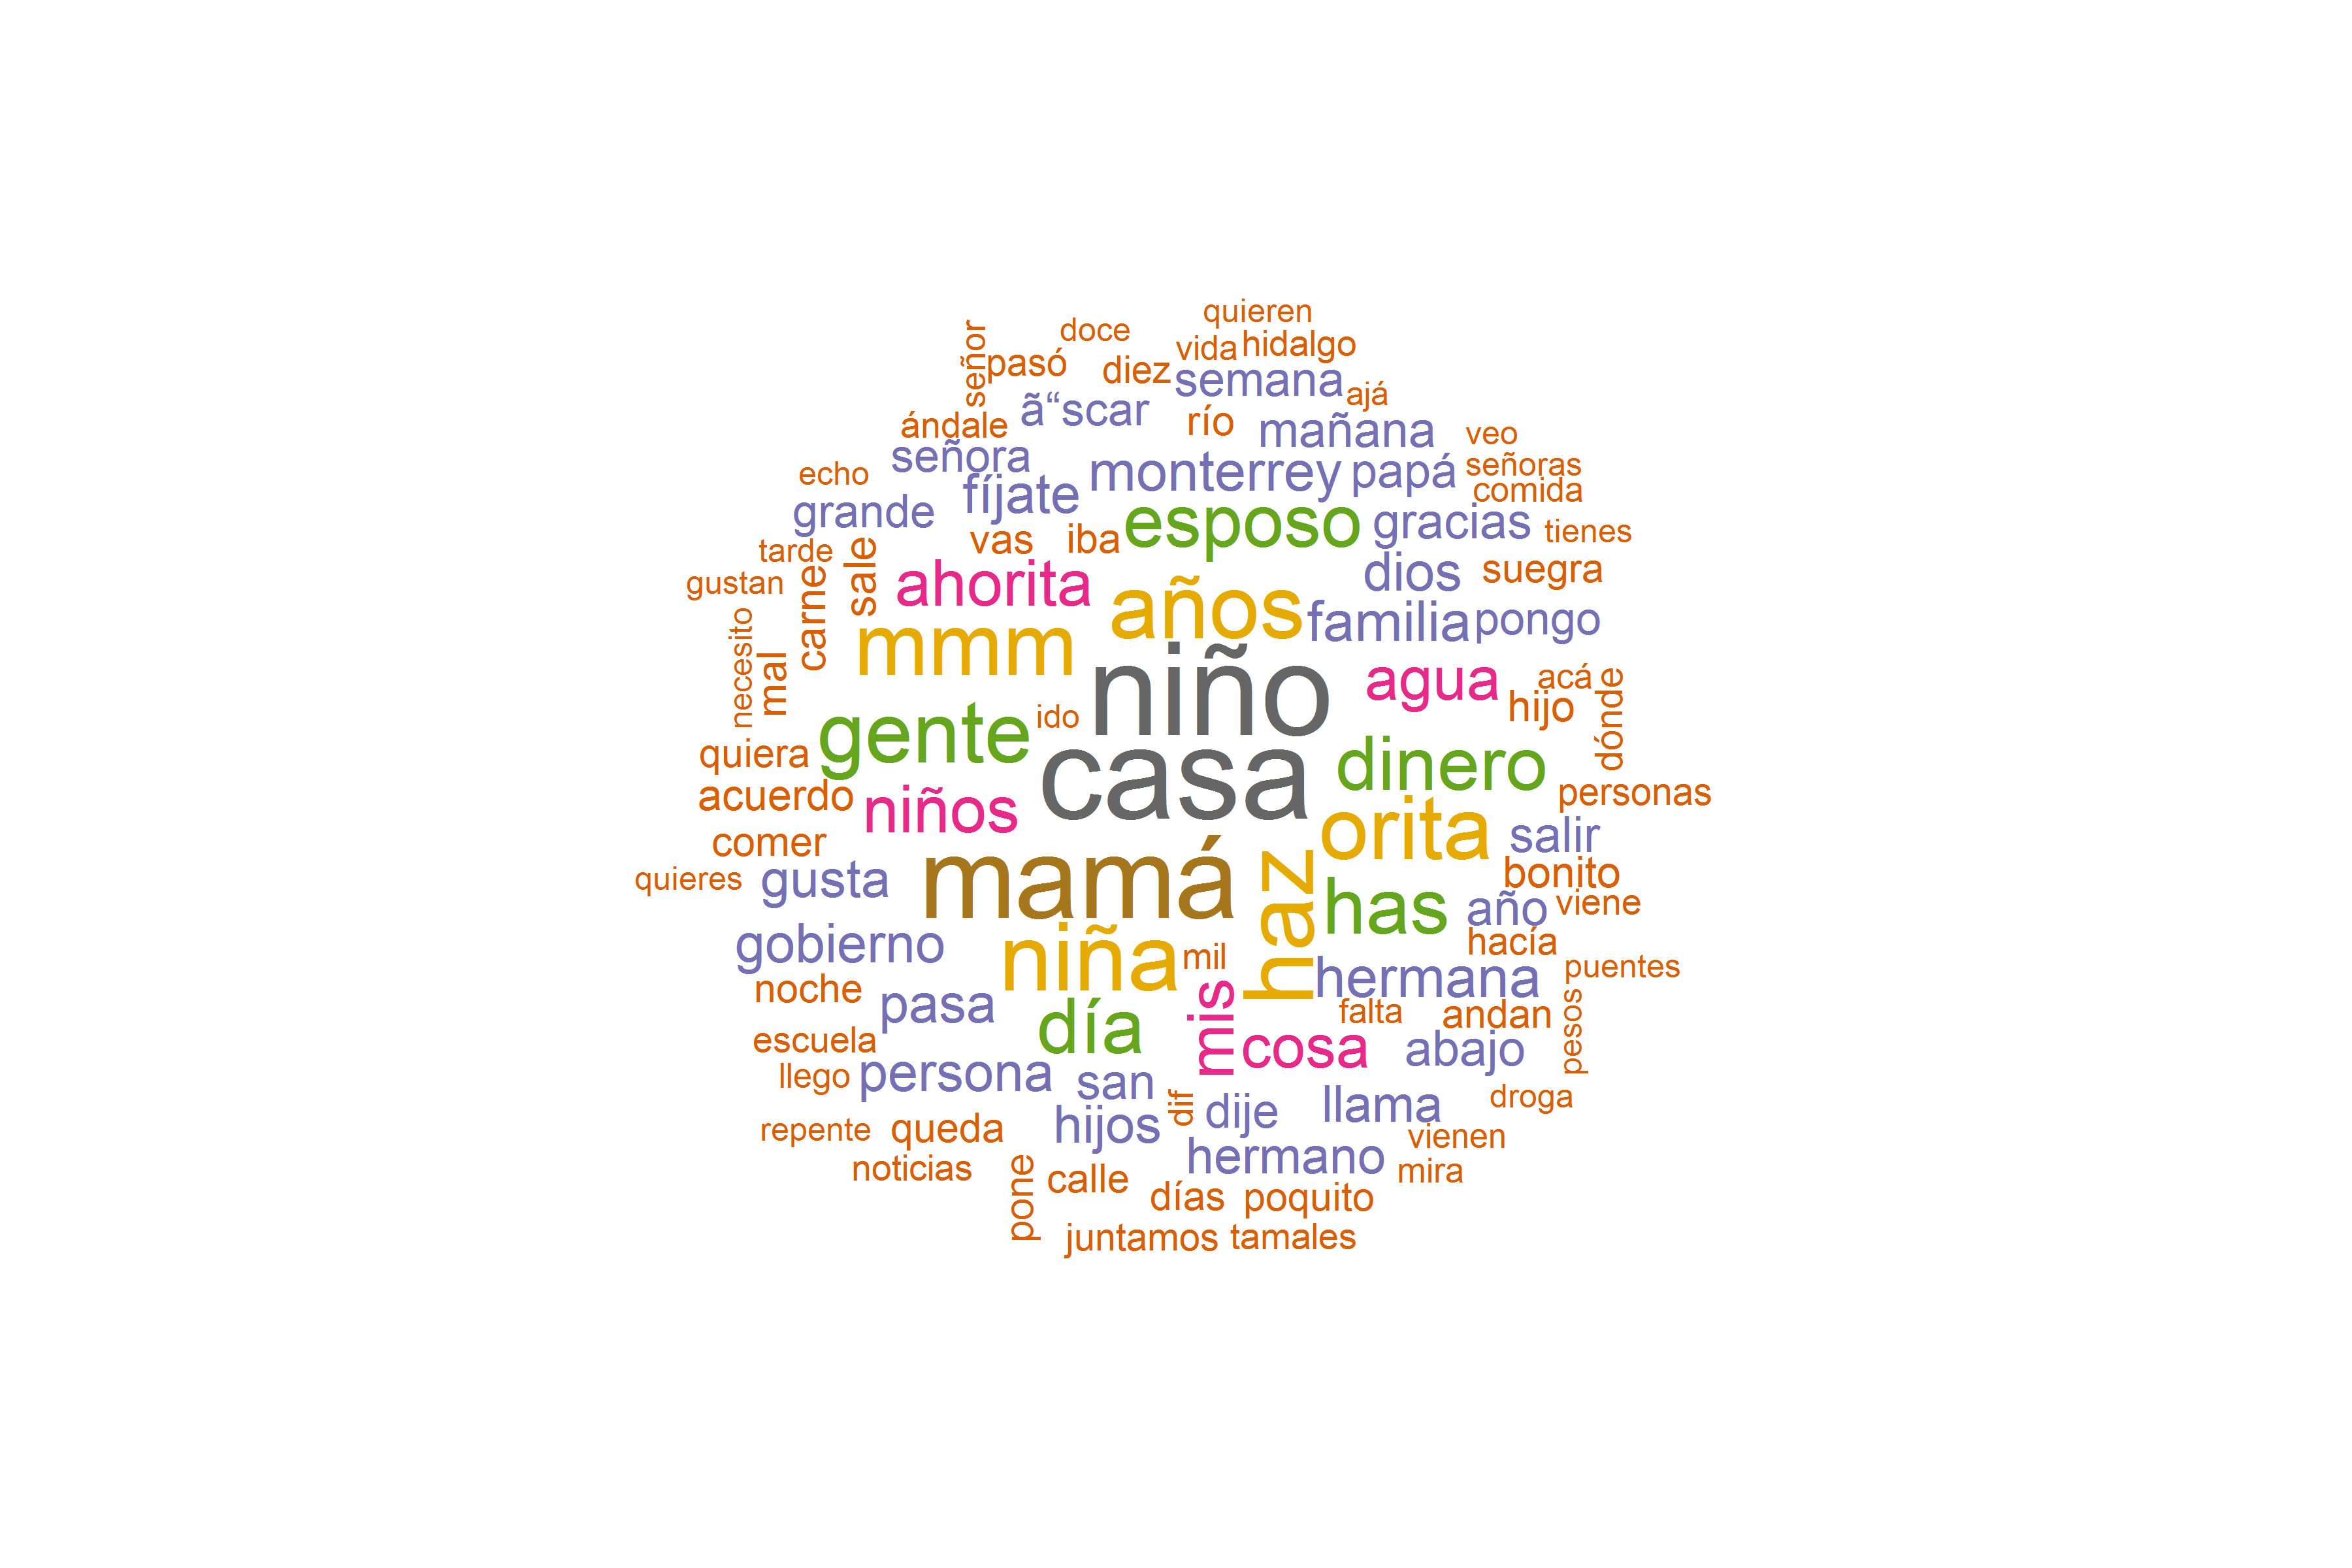 quieren
doce
vida hidalgo
señor
pasó
diez
semana
ajá
ã“scar
río
ándale
mañana
veo
señora
monterrey
papá
señoras
echo
fíjate
comida
grande
esposo
gracias
tienes
vas
iba
tarde
sale
gustan
carne
ahorita
años
dios
suegra
mmm
familia
pongo
necesito
mal
niño
agua
acá
hijo
dónde
gente
ido
quiera
casa
dinero
acuerdo
niños
personas
orita
salir
comer
quieres
gusta
mamá
haz
has
bonito
año
viene
gobierno
niña
mil
hacía
hermana
puentes
noche
pasa
día
mis
falta
andan
pesos
escuela
cosa
abajo
llego
persona
san
dif
dije
llama
droga
repente
queda
hijos
vienen
noticias
pone
calle
hermano
mira
días
poquito
juntamos
tamales